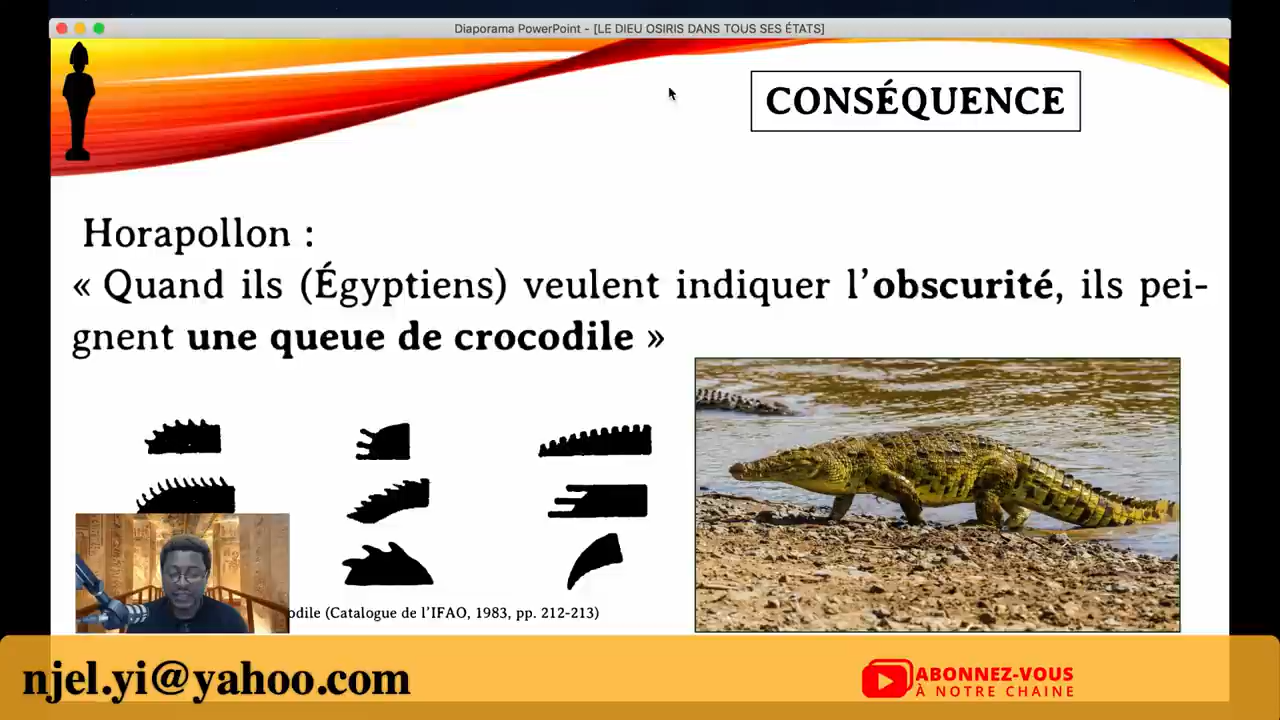 Diaporama PowerPoint - [LE DIEU OSIRIS DANS TOUS SES ÉTATS]
CONSÉQUENCE
Horapollon :
« Quand ils (Égyptiens) veulent indiquer l’obscurité, ils pei-
gnent une queue de crocodile »
(Catalogue de l’IFAO, 1983, pp. 212-213)
njel.yi@yahoo.com
ABONNEZ-VOUS
À NOTRE CHAINE